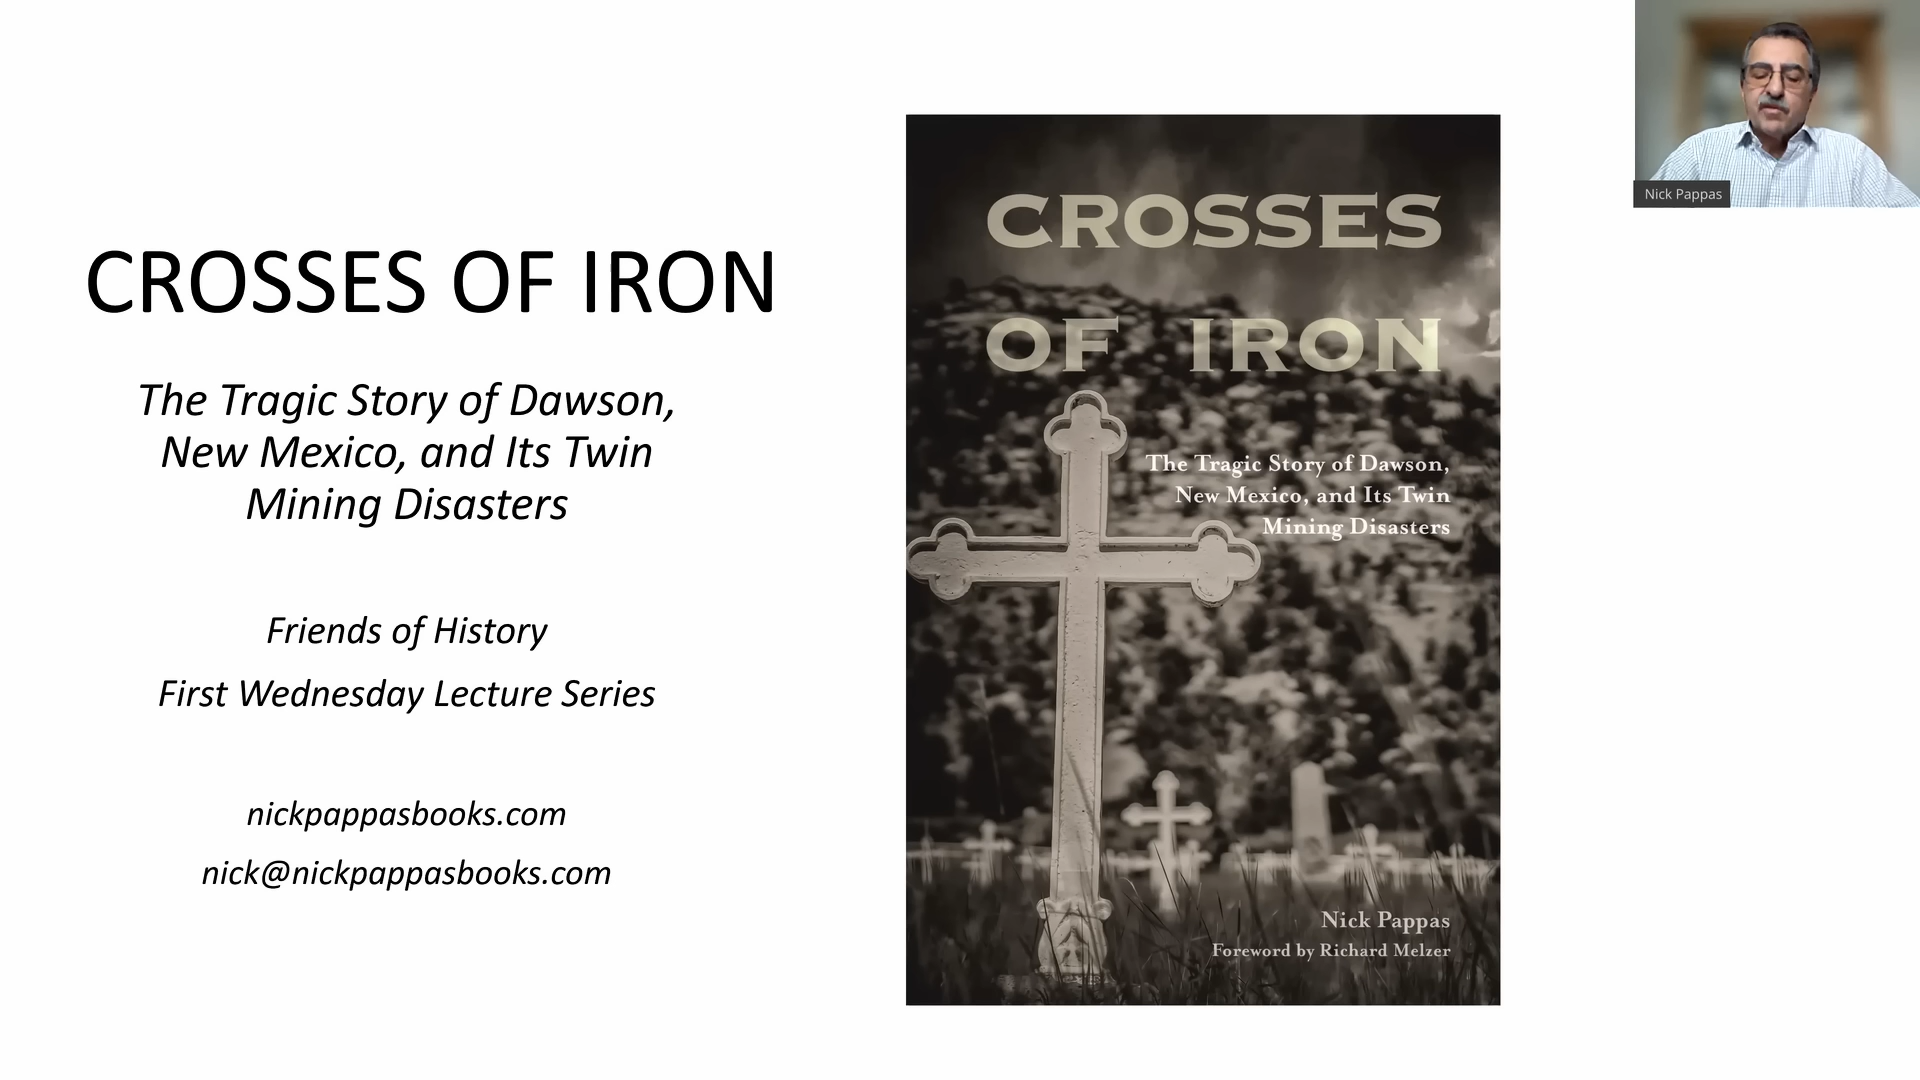 CROSSES OF IRON
The Tragic Story of Dawson,
New Mexico, and Its Twin
Mining Disasters
Friends of History
First Wednesday Lecture Series
nickpappasbooks.com
nick@nickpappasbooks.com
CROSSES
OF IRON
The Tragic Story of Dawson,
New Mexico, and Its Twin
Mining Disasters
Nick Pappas
Foreword by Richard Melzer
Nick Pappas